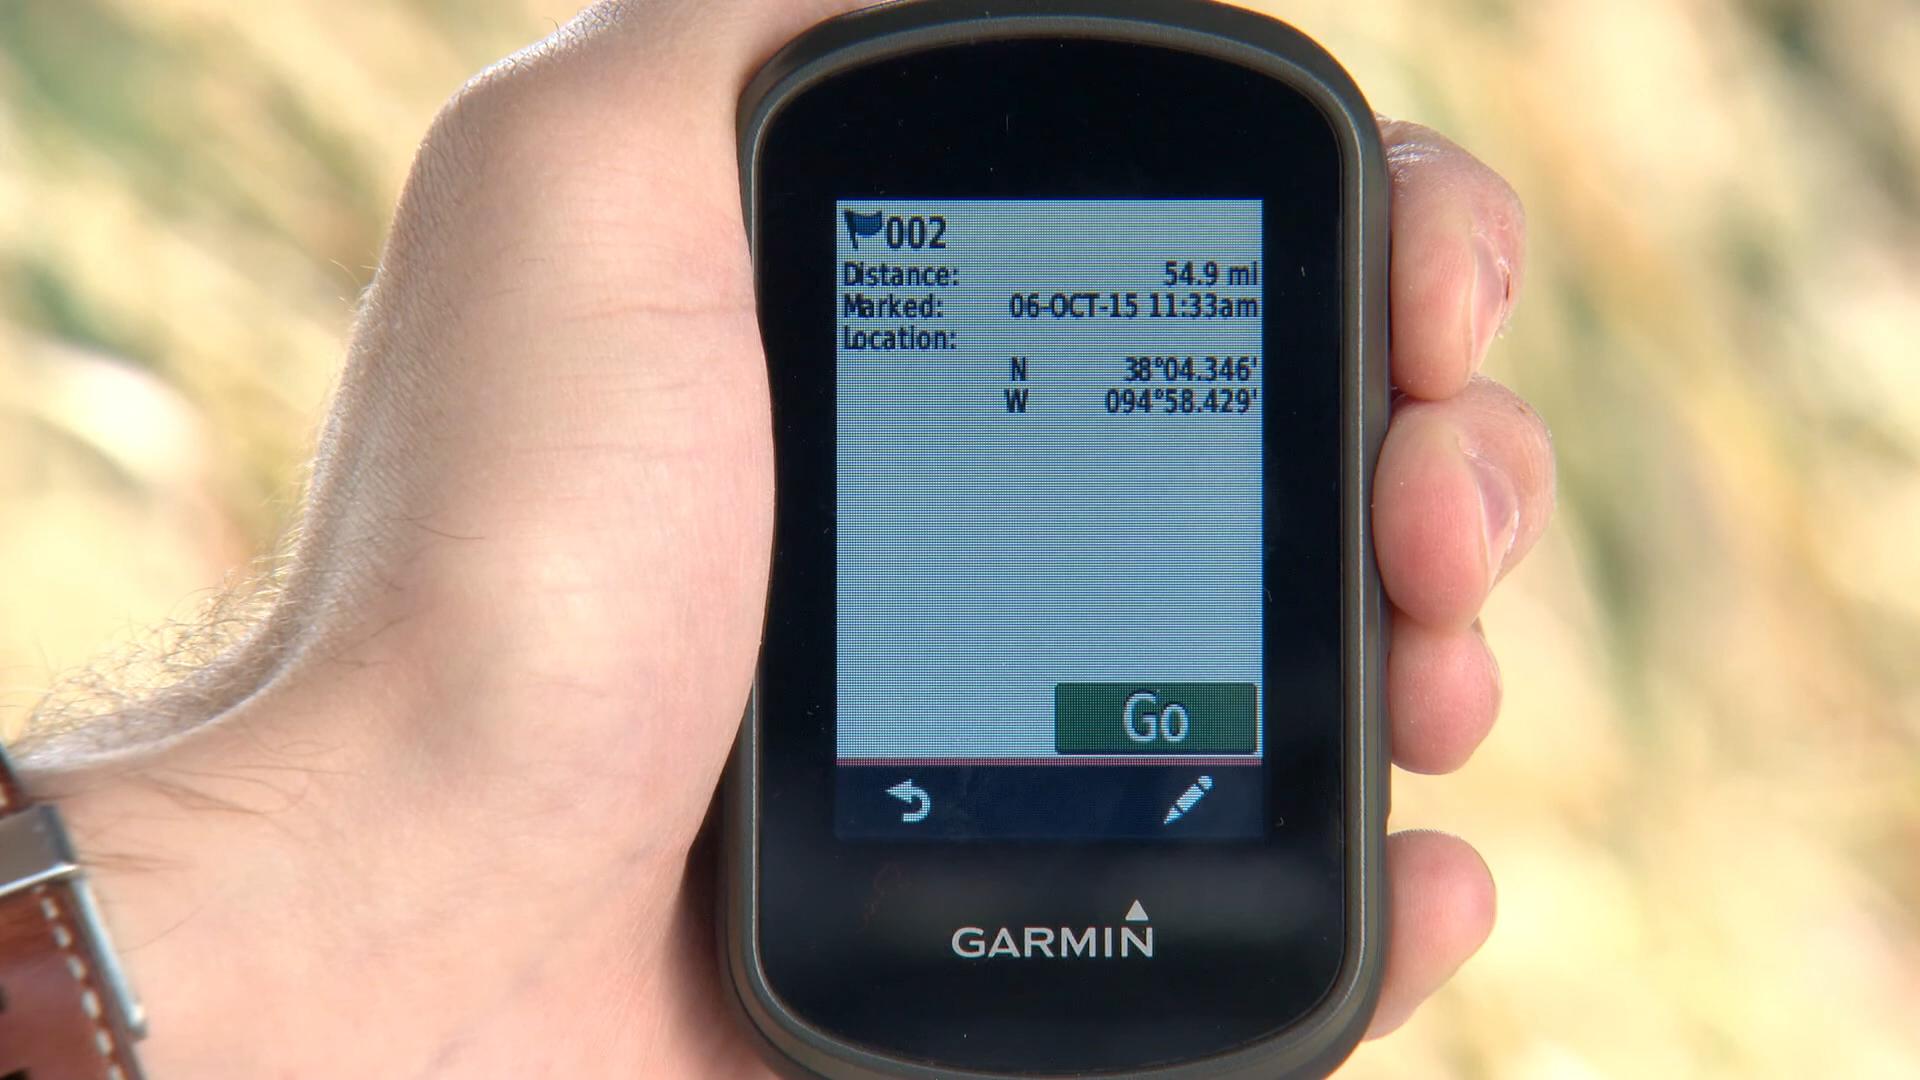 002
Distance: 54.9 mi
Marked: 06-OCT-15 11:33am
Location:
N 38°04.346'
W 094°58.429'
Go
GARMIN